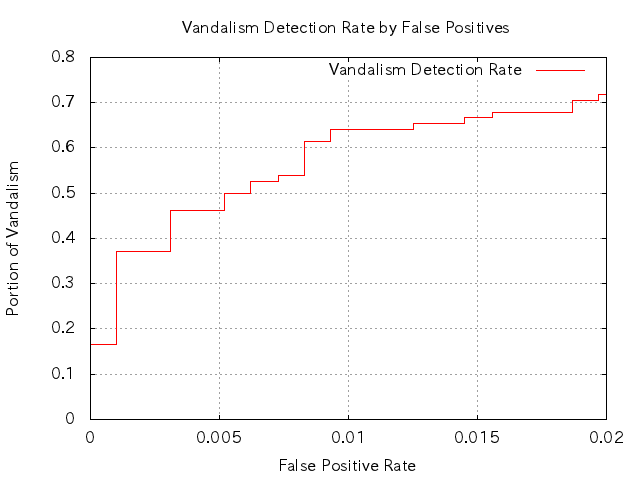 Vandalism Detection Rate by False Positives
Vandalism Detection Rate
0.8
0.7
0.6
0.5
0.4
0.3
0.2
0.1
0
Portion of Vandalism
0 0.005 0.01 0.015 0.02
False Positive Rate